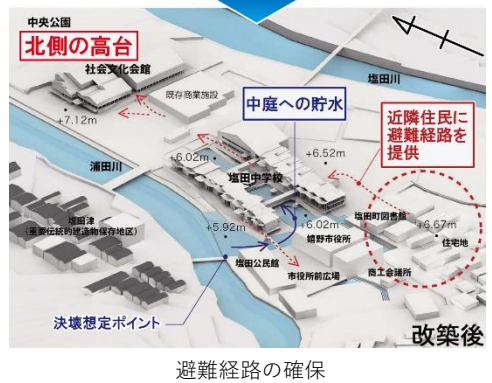 中央公園
北側の高台
社会文化会館
塩田川
既存商業施設
中庭への貯水
近隣住民に
避難経路を
提供
+7.12m
浦田川
+6.02m
+6.52m
塩田中学校
塩田津
(重要伝統的建造物保存地区)
+5.92m
+6.02m
嬉野市役所
塩田町図書館
+6.67m
住宅地
塩田公民館
市役所前広場
商工会議所
決壊想定ポイント
改築後
避難経路の確保